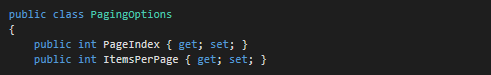 public class PagingOptions
{
    public int PageIndex { get; set; }
    public int ItemsPerPage { get; set; }